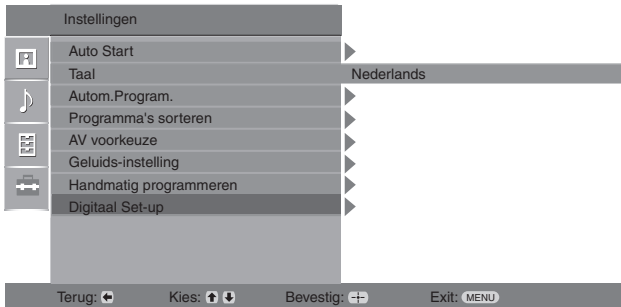 Instellingen
Auto Start
Taal Nederlands
Autom.Program.
Programma's sorteren
AV voorkeuze
Geluids-instelling
Handmatig programmeren
Digitaal Set-up
Terug: Kies: Bevestig: Exit: MENU